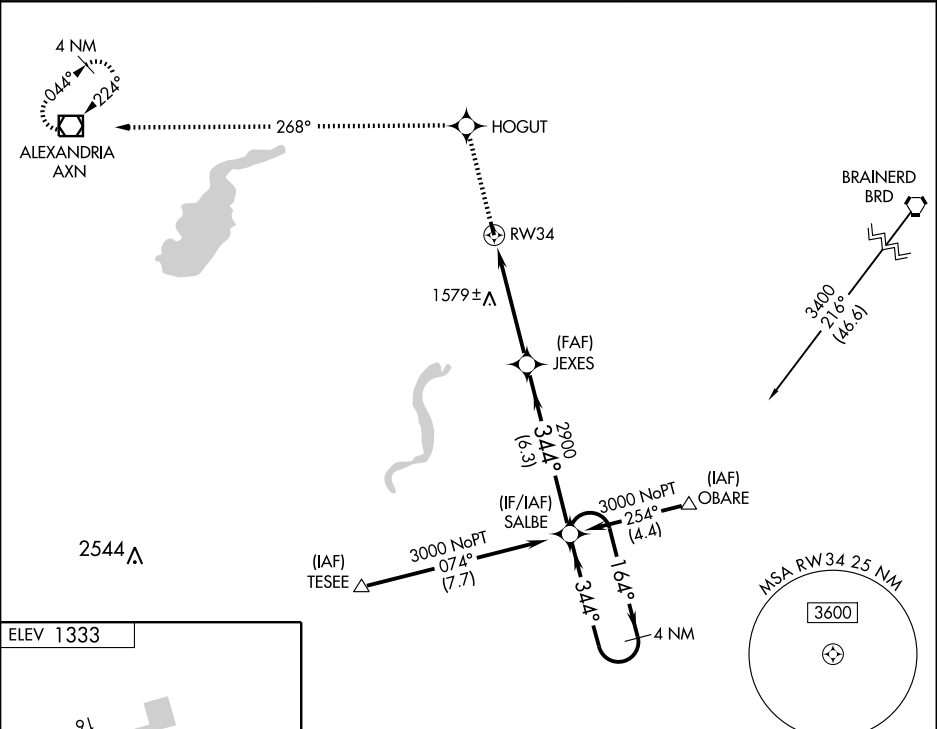 4 NM
044°
224°
ALEXANDRIA
AXN
268°
HOGUT
BRAINERD
BRD
RW34
3400
216°
(46.6)
1579±
(FAF)
JEXES
2900
344°
(6.3)
(IF/IAF)
SALBE
3000 NoPT
254°
(4.4)
(IAF)
OBARE
2544
(IAF)
TESEE
3000 NoPT
074°
(7.7)
344°
164°
4 NM
MSA RW34 25 NM
3600
ELEV 1333
16